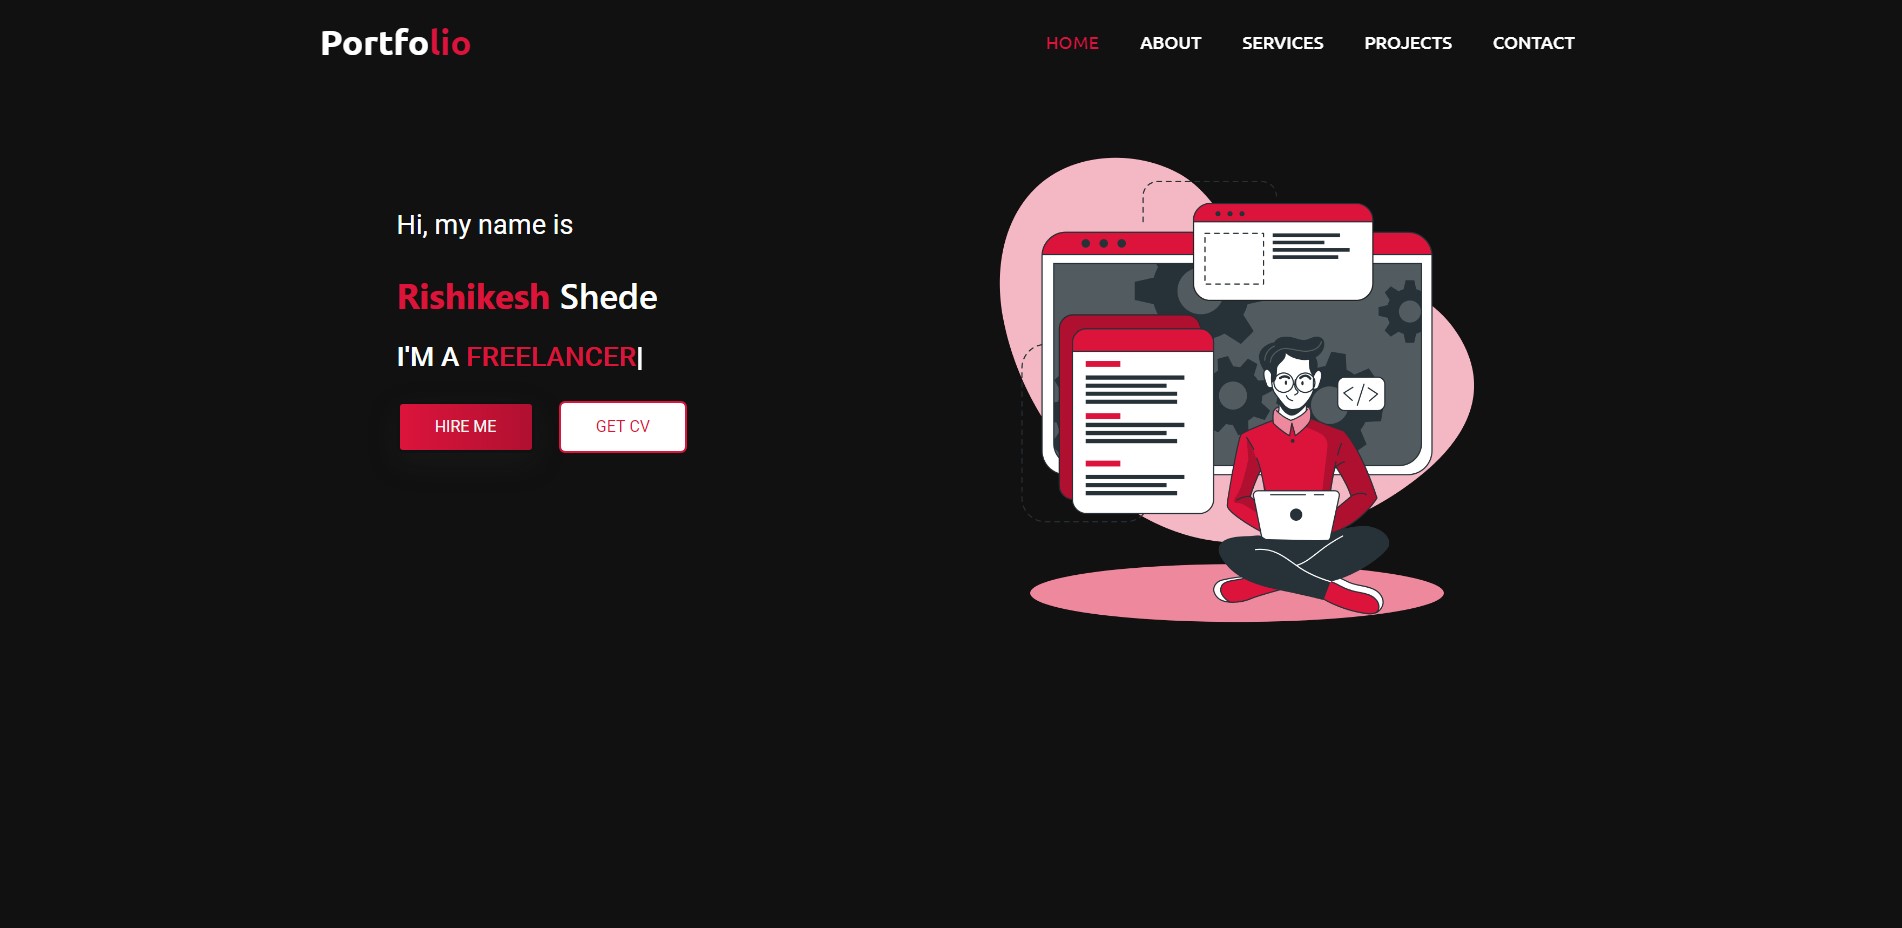 Portfolio
HOME ABOUT SERVICES PROJECTS CONTACT
Hi, my name is
Rishikesh Shede
I'M A FREELANCER|
HIRE ME GET CV
</>